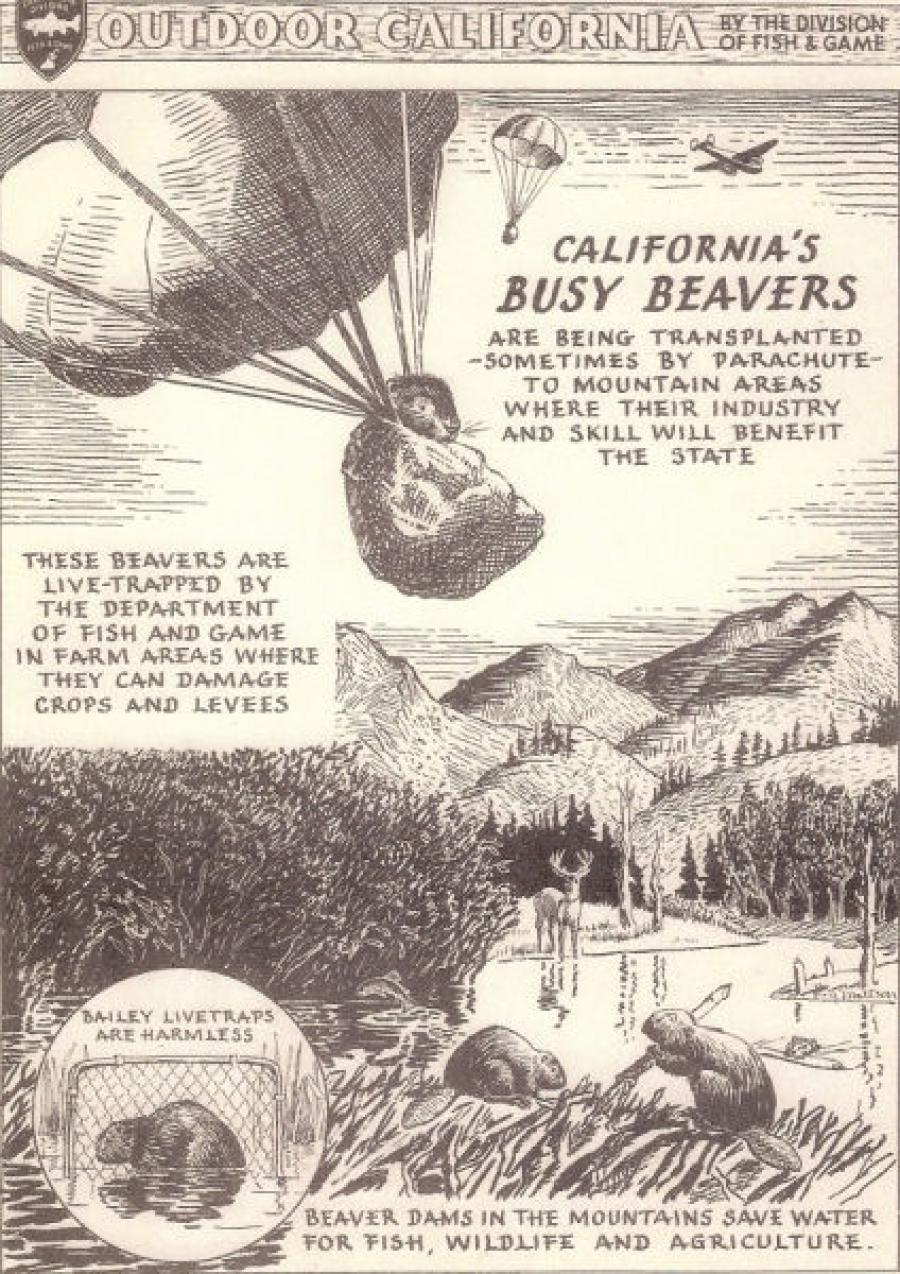 OUTDOOR CALIFORNIA
BY THE DIVISION
OF FISH & GAME
CALIFORNIA'S
BUSY BEAVERS
ARE BEING TRANSPLANTED
-SOMETIMES BY PARACHUTE-
TO MOUNTAIN AREAS
WHERE THEIR INDUSTRY
AND SKILL WILL BENEFIT
THE STATE
THESE BEAVERS ARE
LIVE-TRAPPED BY
THE DEPARTMENT
OF FISH AND GAME
IN FARM AREAS WHERE
THEY CAN DAMAGE
CROPS AND LEVEES
BAILEY LIVETRAPS
ARE HARMLESS
BEAVER DAMS IN THE MOUNTAINS SAVE WATER
FOR FISH, WILDLIFE AND AGRICULTURE.